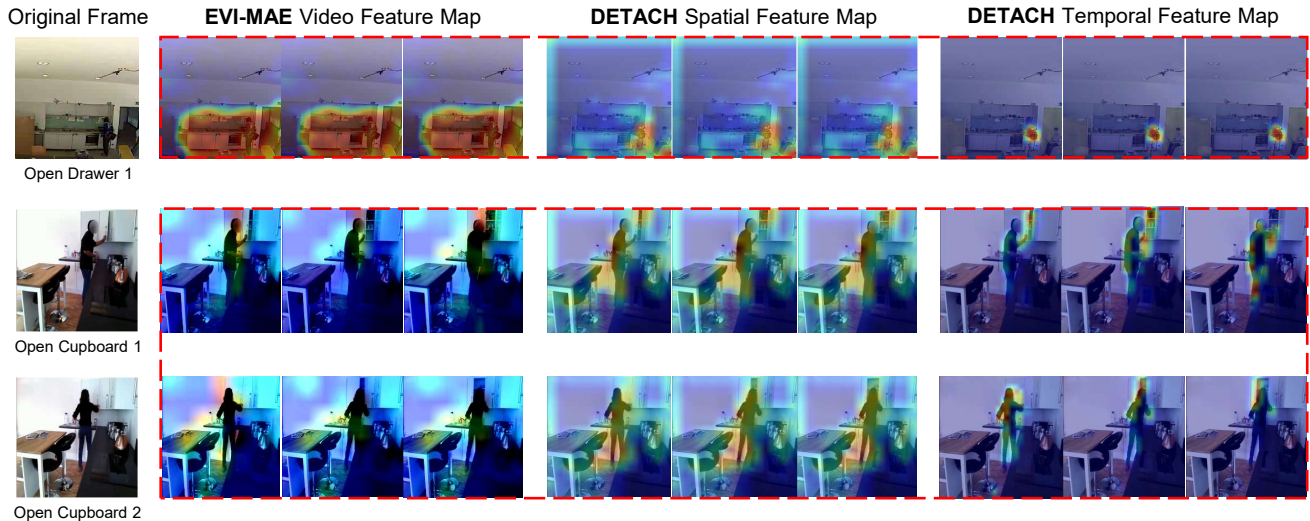 Original Frame
EVI-MAE Video Feature Map
DETACH Spatial Feature Map
DETACH Temporal Feature Map
Open Drawer 1
Open Cupboard 1
Open Cupboard 2